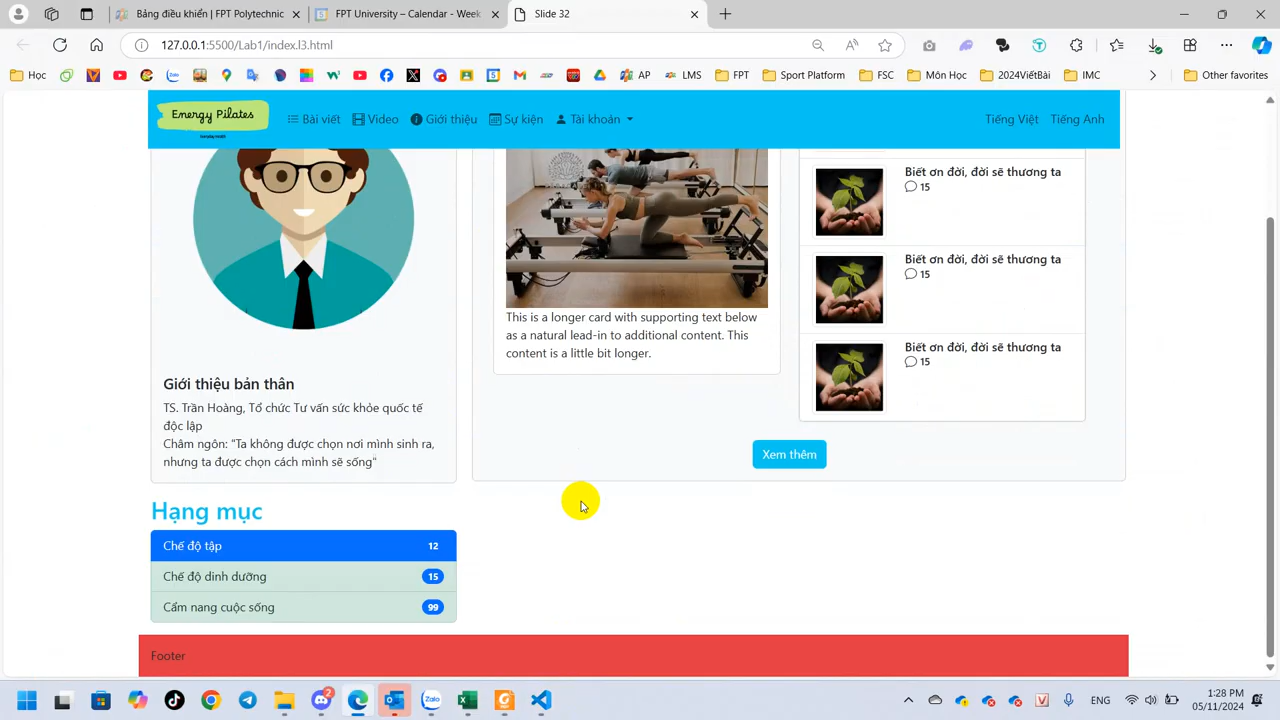 Bảng điều khiển | FPT Polytechnic
FPT University – Calendar - Week
Slide 32
127.0.0.1:5500/Lab1/index.l3.html
Học
AP
LMS
FPT
Sport Platform
FSC
Môn Học
2024ViếtBài
IMC
Other favorites
Energy Pilates
Bài viết
Video
Giới thiệu
Sự kiện
Tài khoản
Tiếng Việt
Tiếng Anh
Giới thiệu bản thân
TS. Trần Hoàng, Tổ chức Tư vấn sức khỏe quốc tế
độc lập
Châm ngôn: "Ta không được chọn nơi mình sinh ra,
nhưng ta được chọn cách mình sẽ sống"
This is a longer card with supporting text below
as a natural lead-in to additional content. This
content is a little bit longer.
Biết ơn đời, đời sẽ thương ta
15
Biết ơn đời, đời sẽ thương ta
15
Biết ơn đời, đời sẽ thương ta
15
Xem thêm
Hạng mục
Chế độ tập 12
Chế độ dinh dưỡng 15
Cẩm nang cuộc sống 99
Footer
2
Zalo
ENG
1:28 PM
05/11/2024